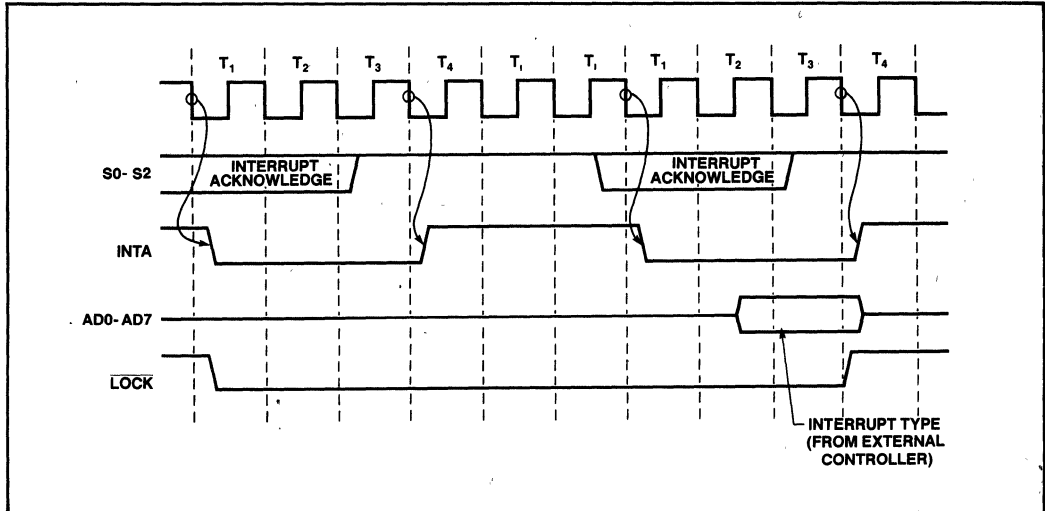 T1 T2 T3 T4 TI TI T1 T2 T3 T4
S0- S2
INTERRUPT
ACKNOWLEDGE
INTERRUPT
ACKNOWLEDGE
INTA
AD0- AD7
LOCK
INTERRUPT TYPE
(FROM EXTERNAL
CONTROLLER)